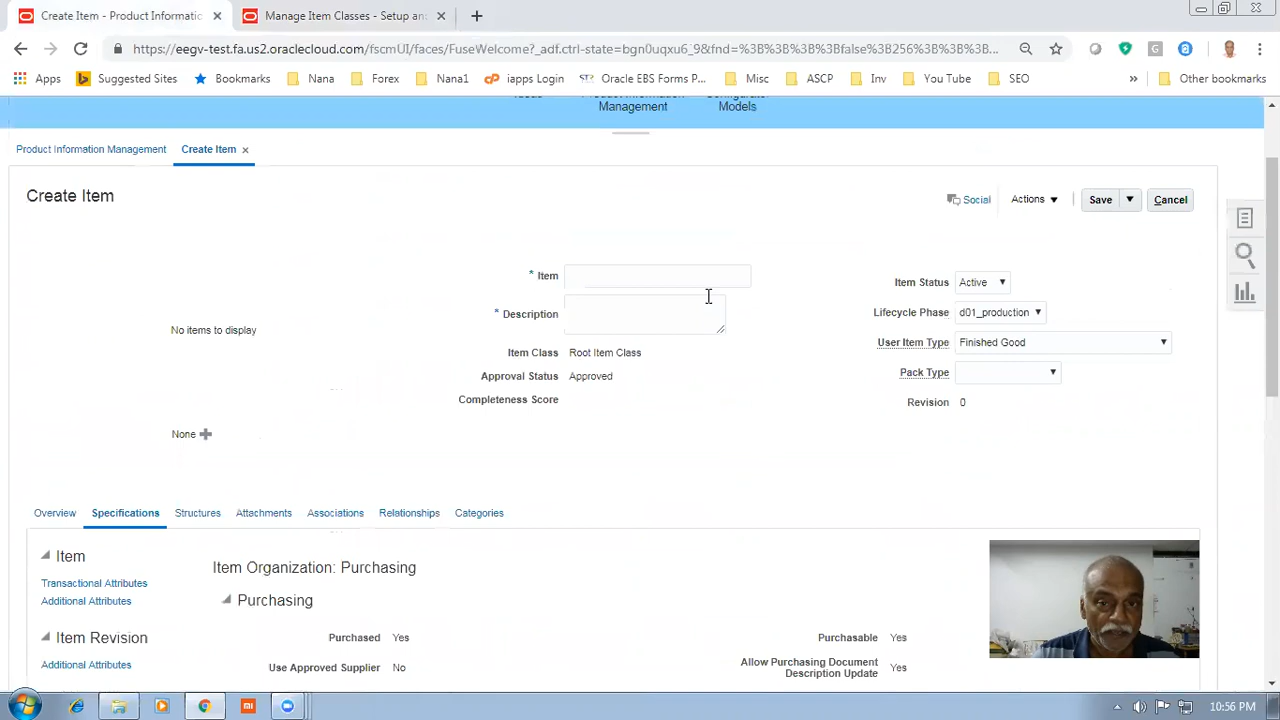 Create Item - Product Informatic
Manage Item Classes - Setup an
https://eegv-test.fa.us2.oraclecloud.com/fscmUI/faces/FuseWelcome?_adf.ctrl-state=bgn0uqxu6_98&fnd=%3B%3B%3B%3Bfalse%3B256%3B%3B%3B...
Apps
Suggested Sites
Bookmarks
Nana
Forex
Nana1
iapps Login
Oracle EBS Forms P...
Misc
ASCP
Inv
You Tube
SEO
Other bookmarks
Management
Models
Product Information Management
Create Item
Create Item
Social
Actions
Save
Cancel
* Item
* Description
Item Class Root Item Class
Approval Status Approved
Completeness Score
Item Status Active
Lifecycle Phase d01_production
User Item Type Finished Good
Pack Type
Revision 0
No items to display
None
Overview
Specifications
Structures
Attachments
Associations
Relationships
Categories
Item
Transactional Attributes
Additional Attributes
Item Revision
Additional Attributes
Item Organization: Purchasing
Purchasing
Purchased Yes
Purchasable Yes
Use Approved Supplier No
Allow Purchasing Document
Description Update Yes
10:56 PM